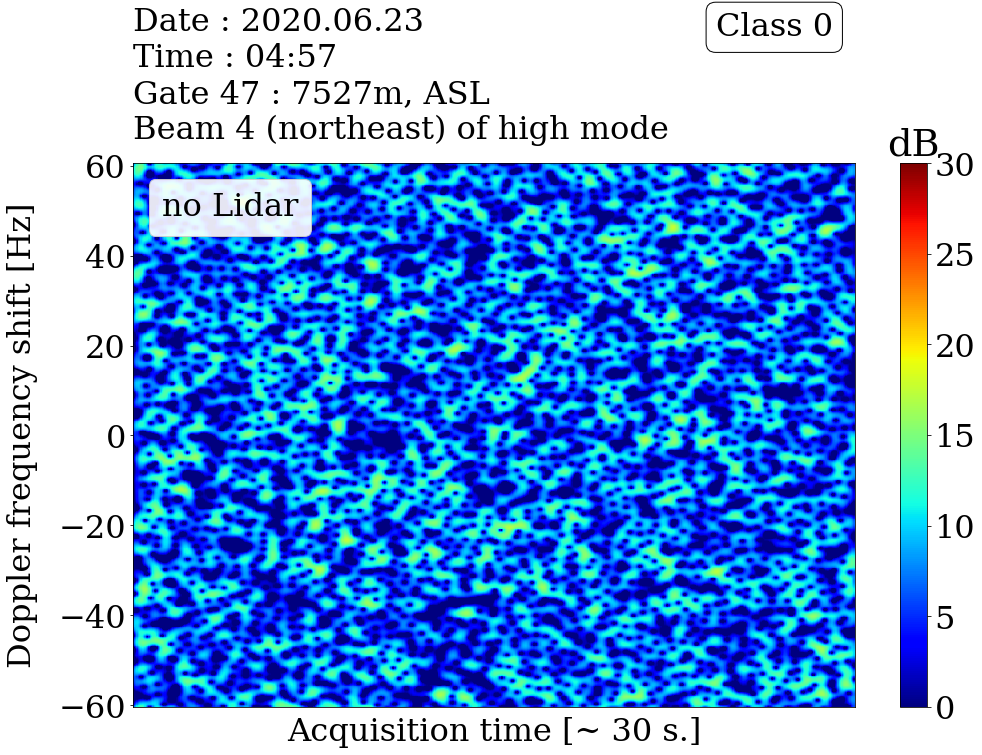 Date : 2020.06.23
Time : 04:57
Gate 47 : 7527m, ASL
Beam 4 (northeast) of high mode
Class 0
dB
no Lidar
Doppler frequency shift [Hz]
60
40
20
0
−20
−40
−60
Acquisition time [~ 30 s.]
30
25
20
15
10
5
0